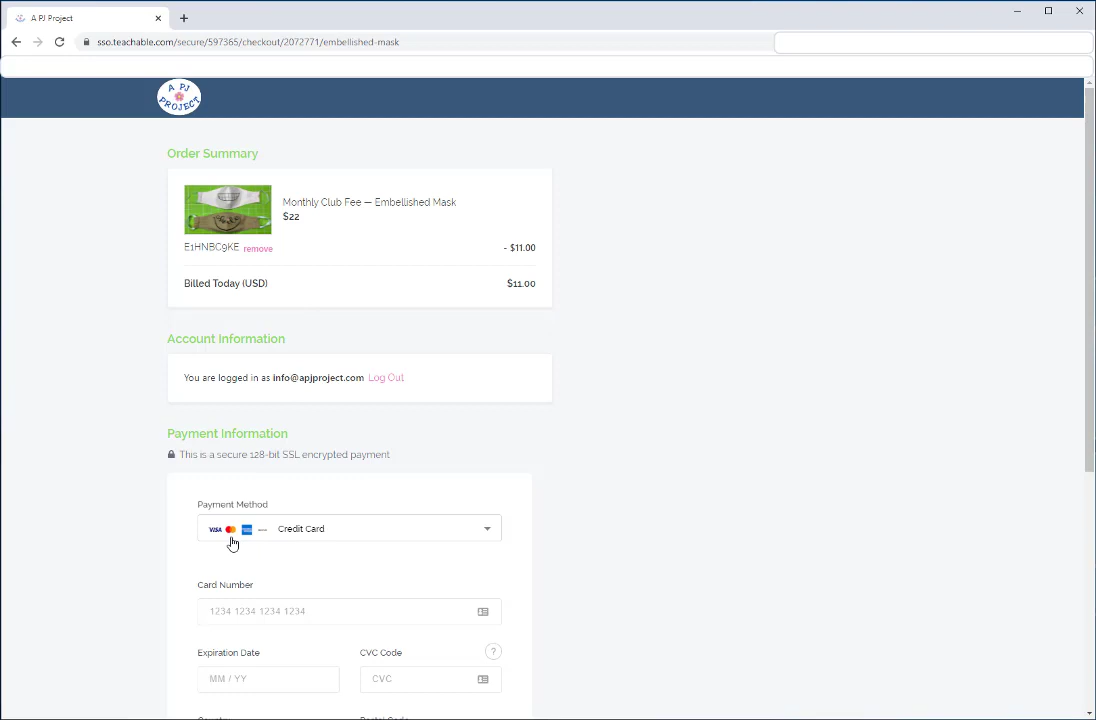 A PJ Project
sso.teachable.com/secure/597365/checkout/2072771/embellished-mask
A PJ
PROJECT
Order Summary
Monthly Club Fee — Embellished Mask
$22
E1HNBC9KE remove - $11.00
Billed Today (USD) $11.00
Account Information
You are logged in as info@apjproject.com Log Out
Payment Information
This is a secure 128-bit SSL encrypted payment
Payment Method
VISA Credit Card
Card Number
1234 1234 1234 1234
Expiration Date CVC Code ?
MM / YY CVC